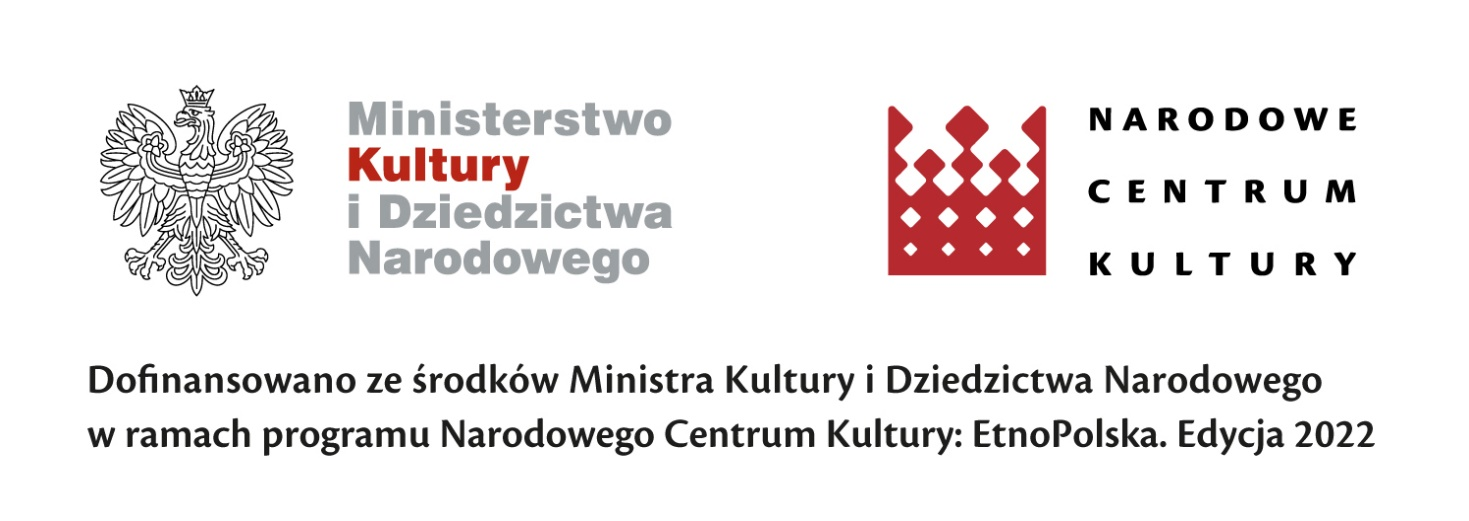 Ministerstwo
Kultury
i Dziedzictwa
Narodowego
NARODOWE
CENTRUM
KULTURY
Dofinansowano ze środków Ministra Kultury i Dziedzictwa Narodowego
w ramach programu Narodowego Centrum Kultury: EtnoPolska. Edycja 2022